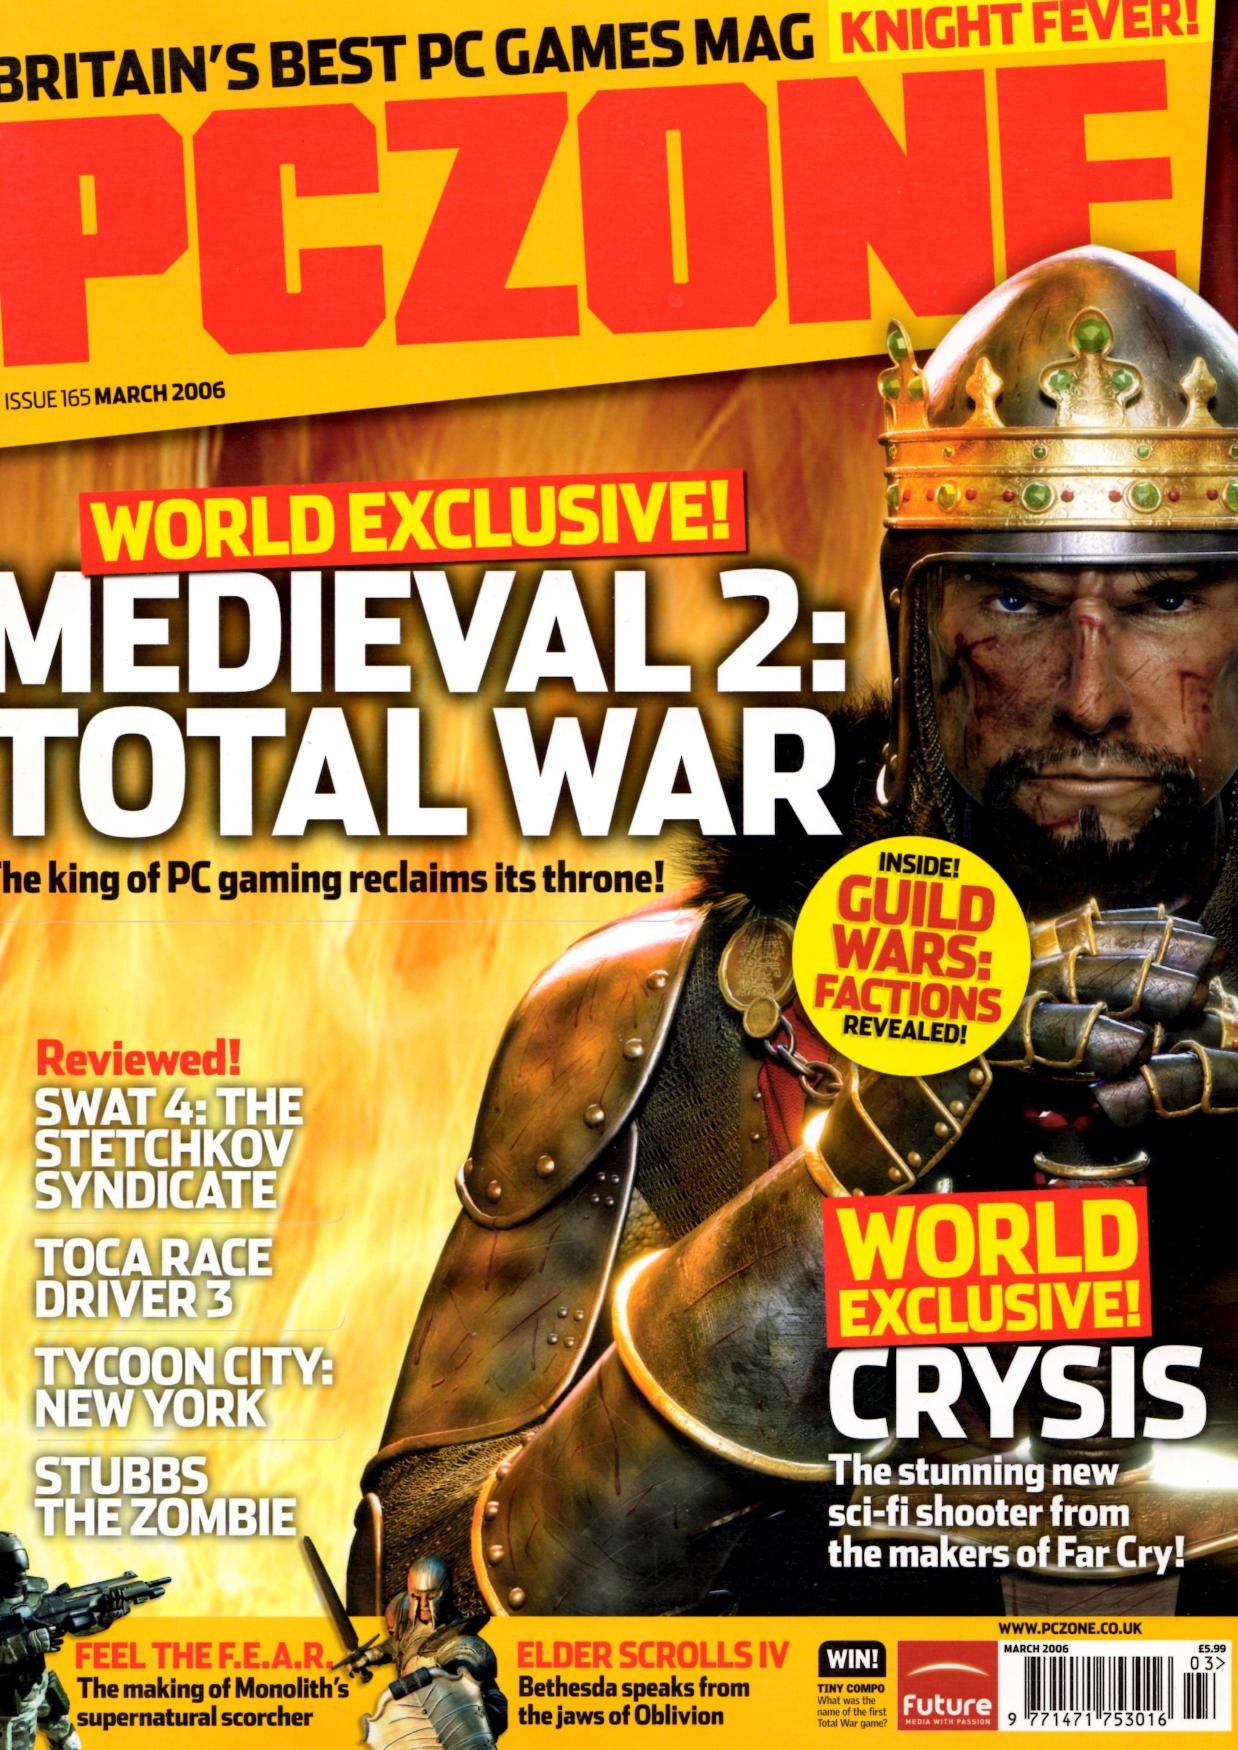 BRITAIN'S BEST PC GAMES MAG
KNIGHT FEVER!
PCZONE
ISSUE 165 MARCH 2006
WORLD EXCLUSIVE!
MEDIEVAL 2:
TOTAL WAR
The king of PC gaming reclaims its throne!
INSIDE!
GUILD
WARS:
FACTIONS
REVEALED!
Reviewed!
SWAT 4: THE
STETCHKOV
SYNDICATE
TOCA RACE
DRIVER 3
TYCOON CITY:
NEW YORK
STUBBS
THE ZOMBIE
WORLD
EXCLUSIVE!
CRYSIS
The stunning new
sci-fi shooter from
the makers of Far Cry!
FEEL THE F.E.A.R.
The making of Monolith's
supernatural scorcher
ELDER SCROLLS IV
Bethesda speaks from
the jaws of Oblivion
WIN!
TINY COMPO
What was the
name of the first
Total War game?
Future
MEDIA WITH PASSION
WWW.PCZONE.CO.UK
MARCH 2006 £5.99
03>
9 771471 753016